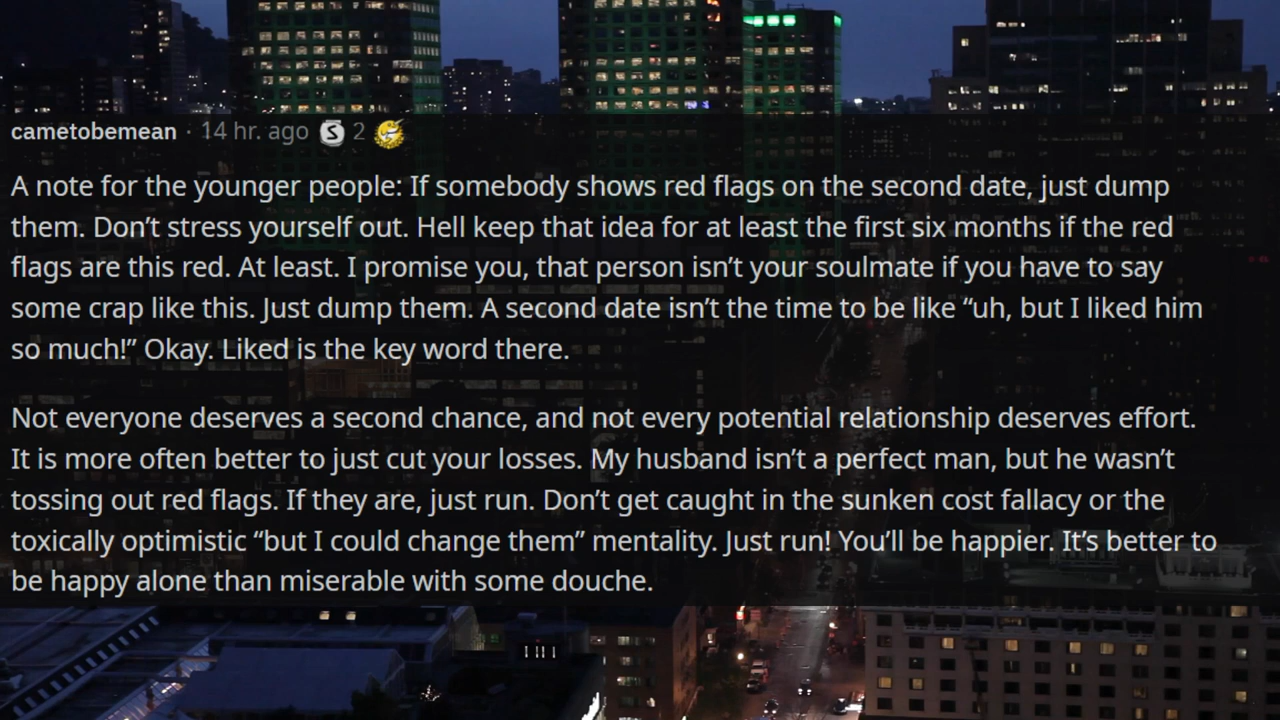 cametobemean · 14 hr. ago S 2
A note for the younger people: If somebody shows red flags on the second date, just dump
them. Don’t stress yourself out. Hell keep that idea for at least the first six months if the red
flags are this red. At least. I promise you, that person isn’t your soulmate if you have to say
some crap like this. Just dump them. A second date isn’t the time to be like “uh, but I liked him
so much!” Okay. Liked is the key word there.
Not everyone deserves a second chance, and not every potential relationship deserves effort.
It is more often better to just cut your losses. My husband isn’t a perfect man, but he wasn’t
tossing out red flags. If they are, just run. Don’t get caught in the sunken cost fallacy or the
toxically optimistic “but I could change them” mentality. Just run! You’ll be happier. It’s better to
be happy alone than miserable with some douche.